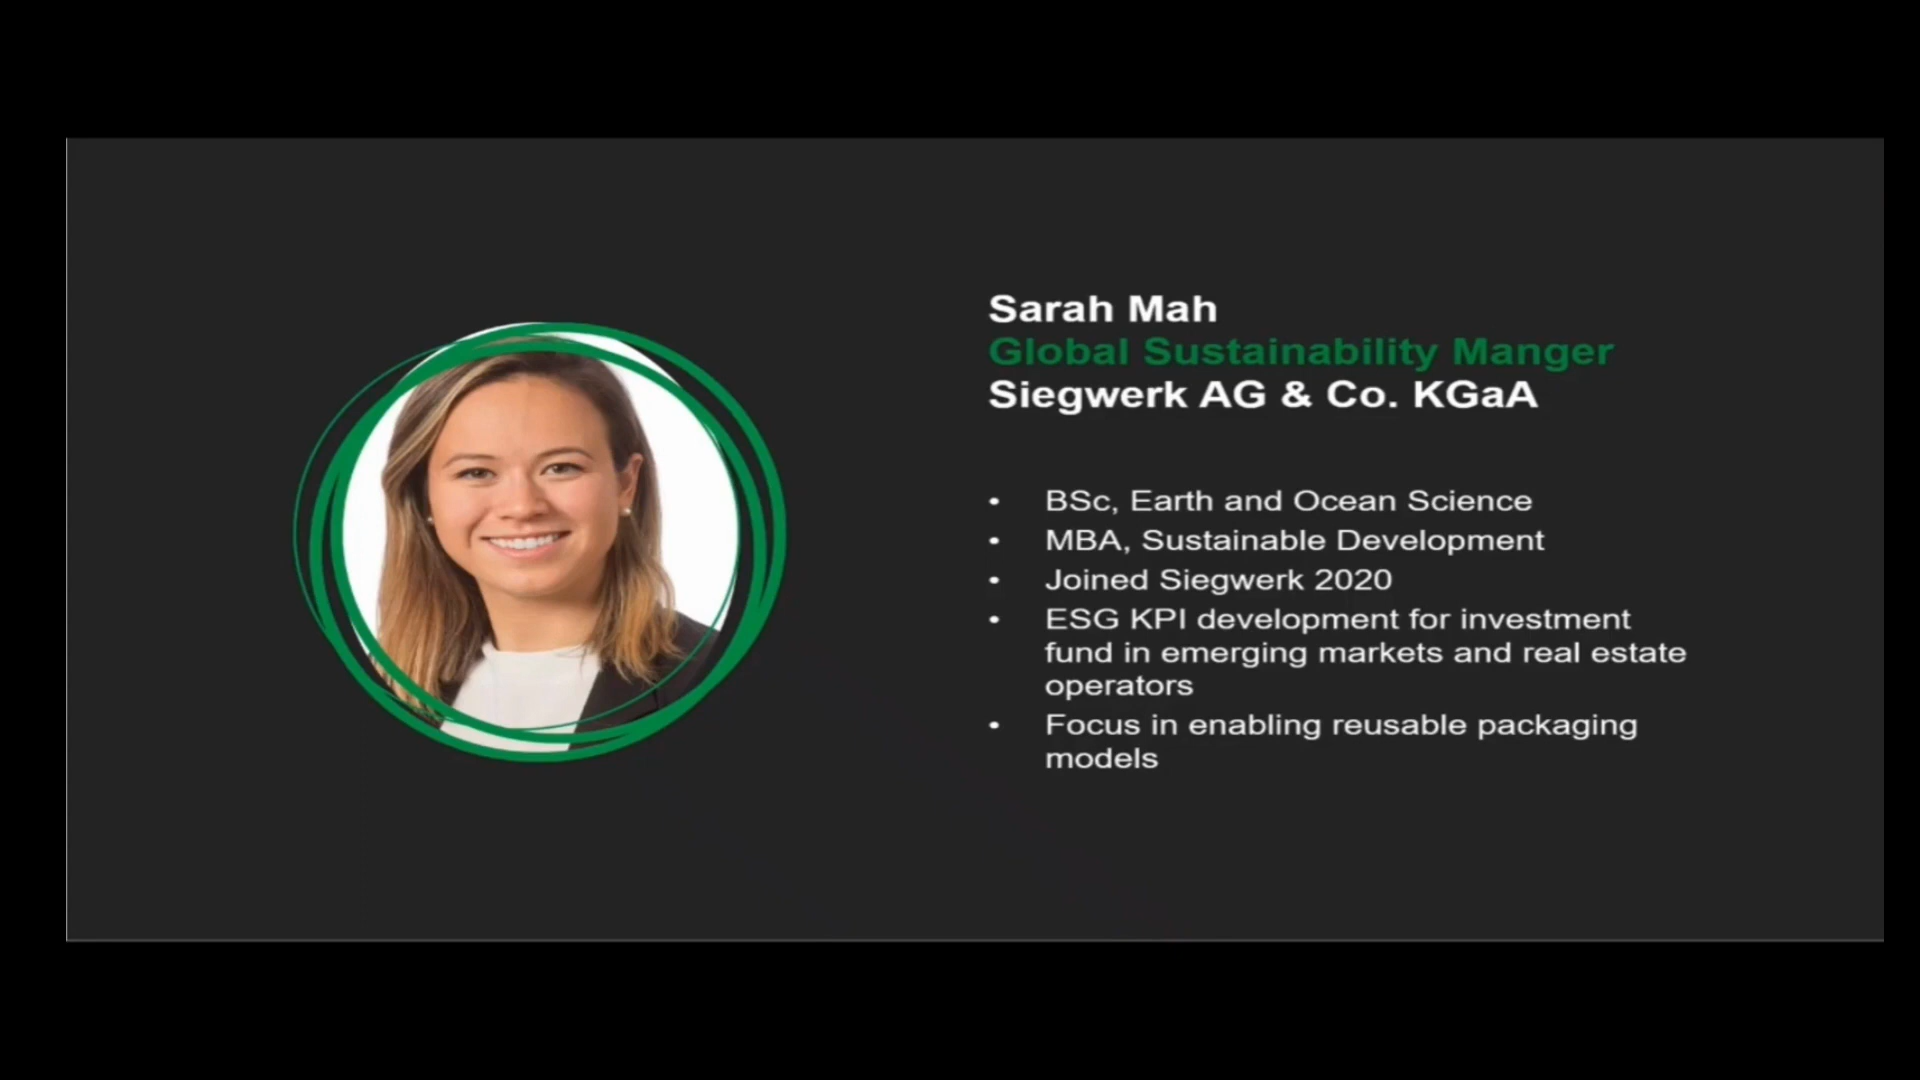 Sarah Mah
Global Sustainability Manger
Siegwerk AG & Co. KGaA
• BSc, Earth and Ocean Science
• MBA, Sustainable Development
• Joined Siegwerk 2020
• ESG KPI development for investment
fund in emerging markets and real estate
operators
• Focus in enabling reusable packaging
models